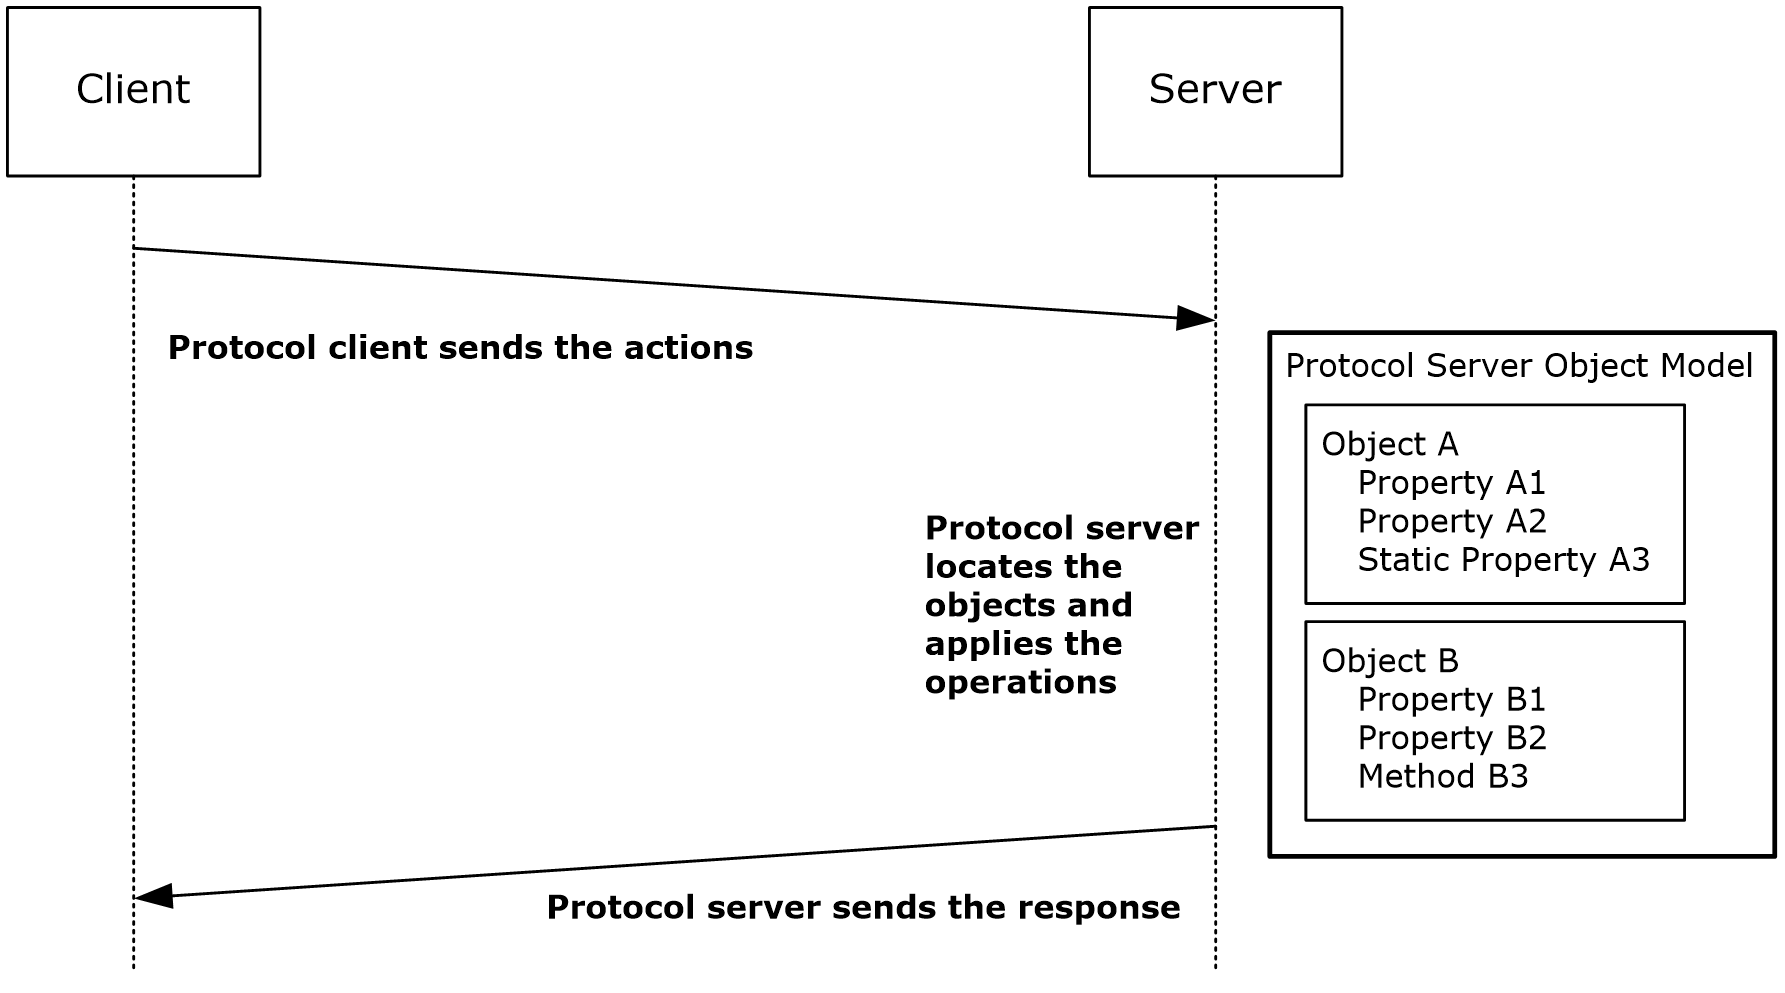 Client
Server
Protocol client sends the actions
Protocol server
locates the
objects and
applies the
operations
Protocol Server Object Model
Object A
Property A1
Property A2
Static Property A3
Object B
Property B1
Property B2
Method B3
Protocol server sends the response